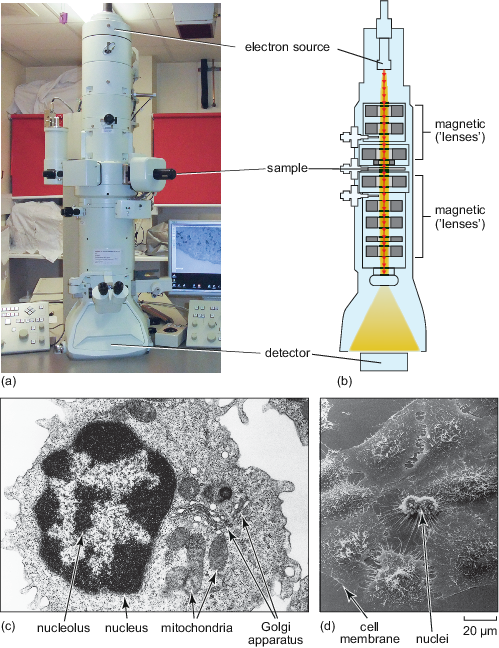 electron source
magnetic
('lenses')
sample
magnetic
('lenses')
detector
(a)
(b)
nucleolus
nucleus
mitochondria
Golgi
apparatus
(c)
(d)
cell
membrane
nuclei
20 µm